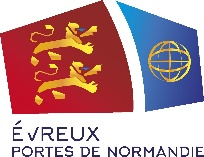 ÉVREUX
PORTES DE NORMANDIE